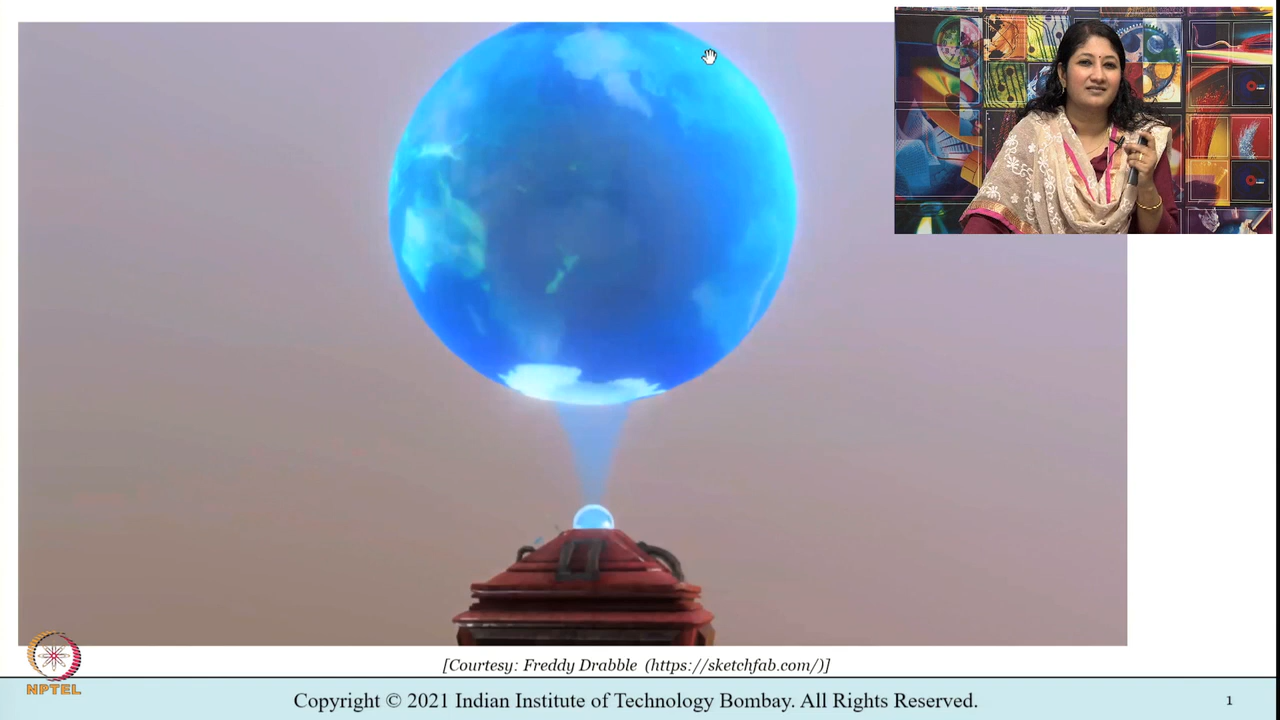 [Courtesy: Freddy Drabble (https://sketchfab.com/)]
NPTEL
Copyright © 2021 Indian Institute of Technology Bombay. All Rights Reserved.
1